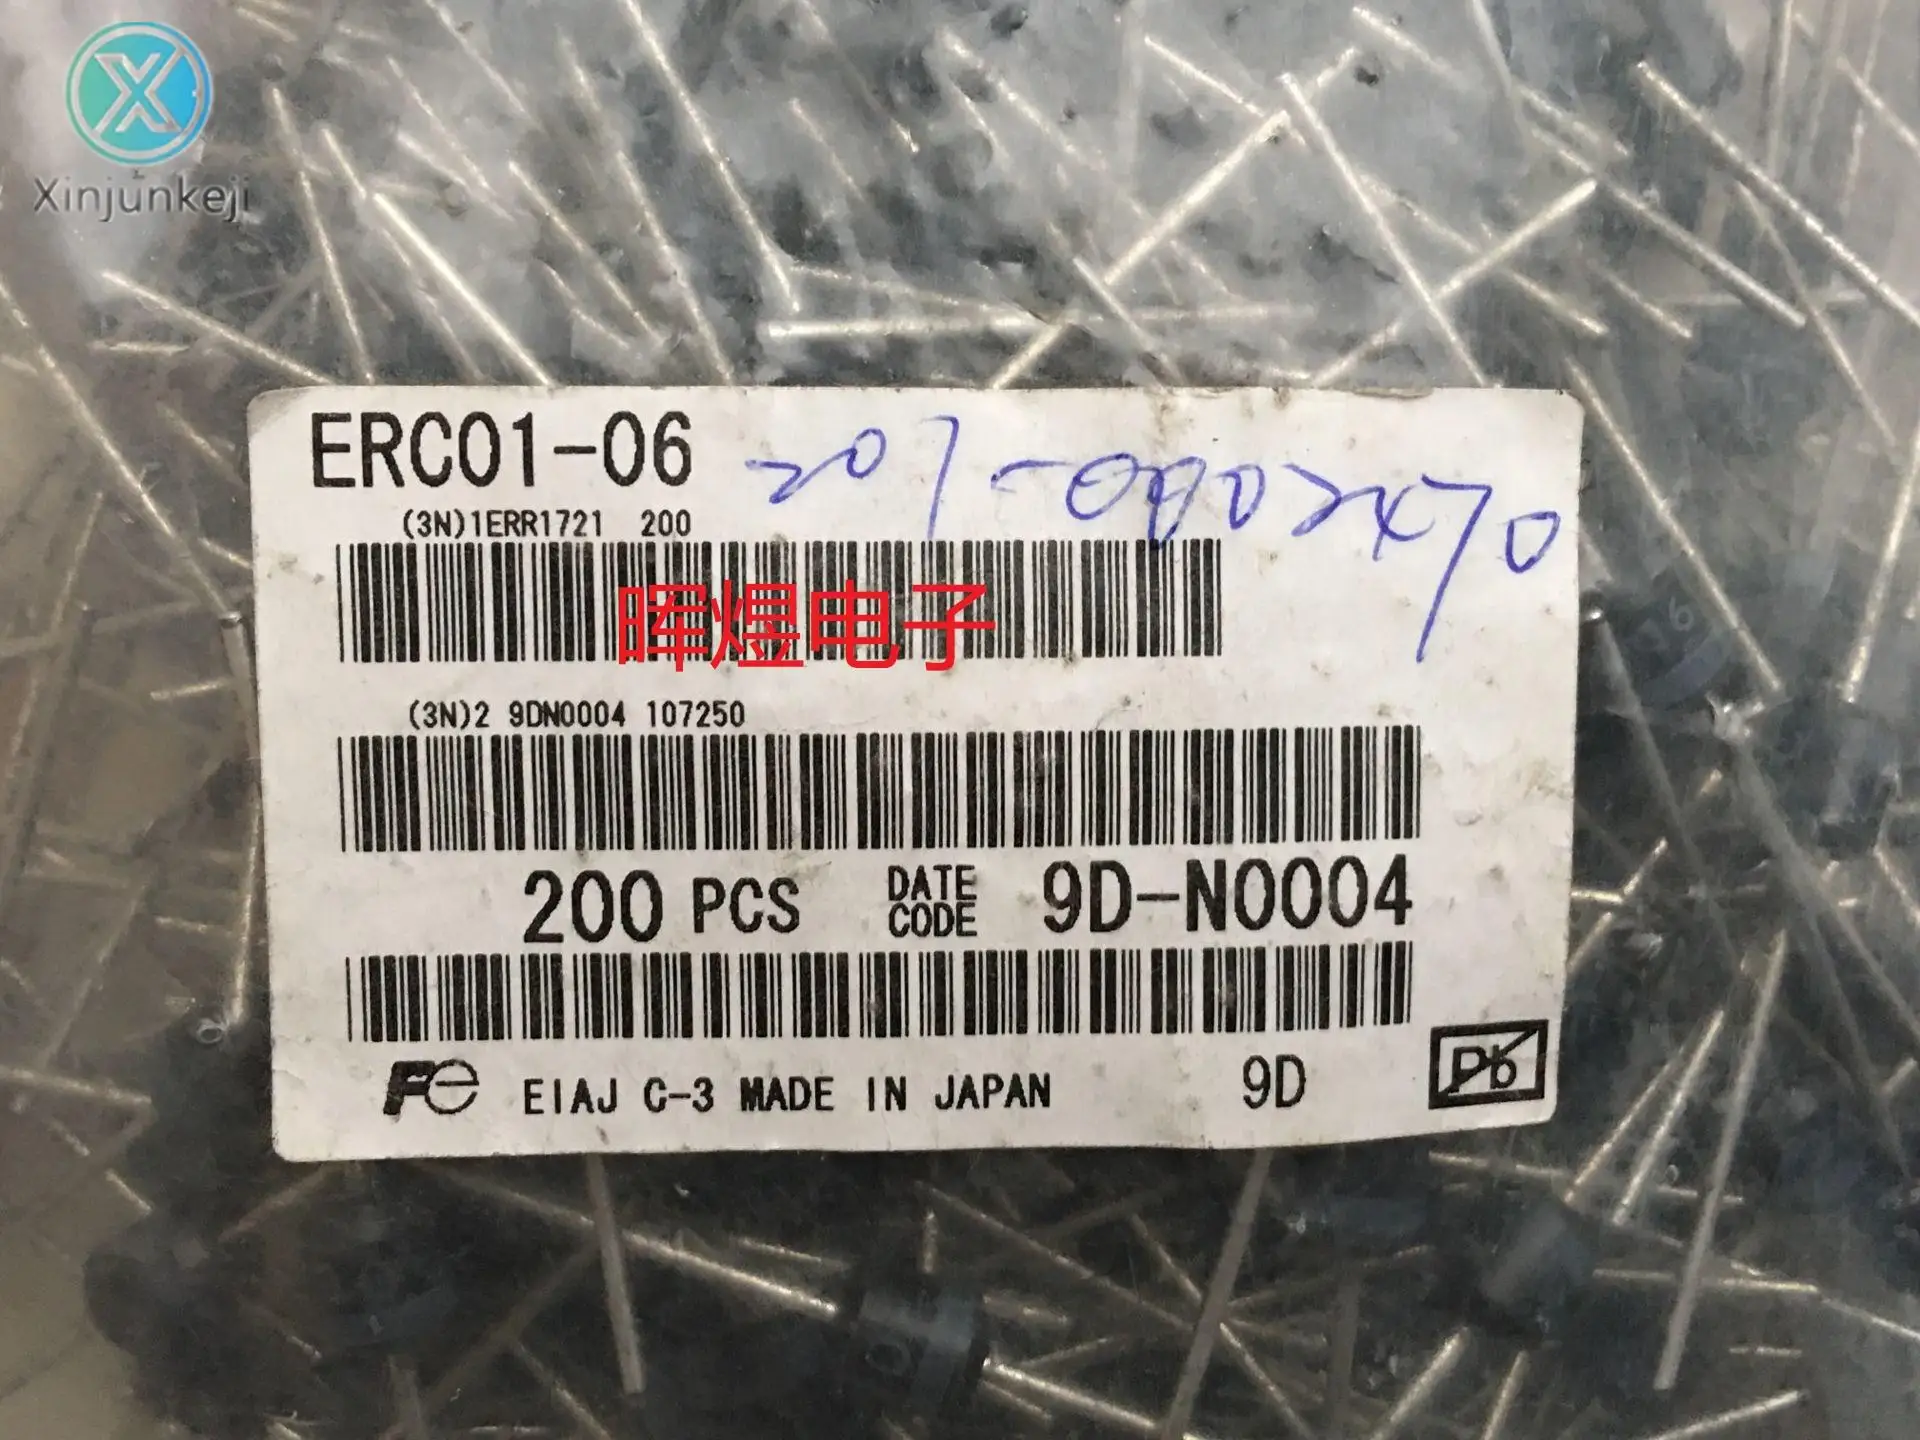 Xinjunkeji
ERC01-06
(3N)1ERR1721 200
晖煜电子
(3N)2 9DN0004 107250
200 PCS DATE CODE 9D-N0004
Fe EIAJ C-3 MADE IN JAPAN 9D Pb